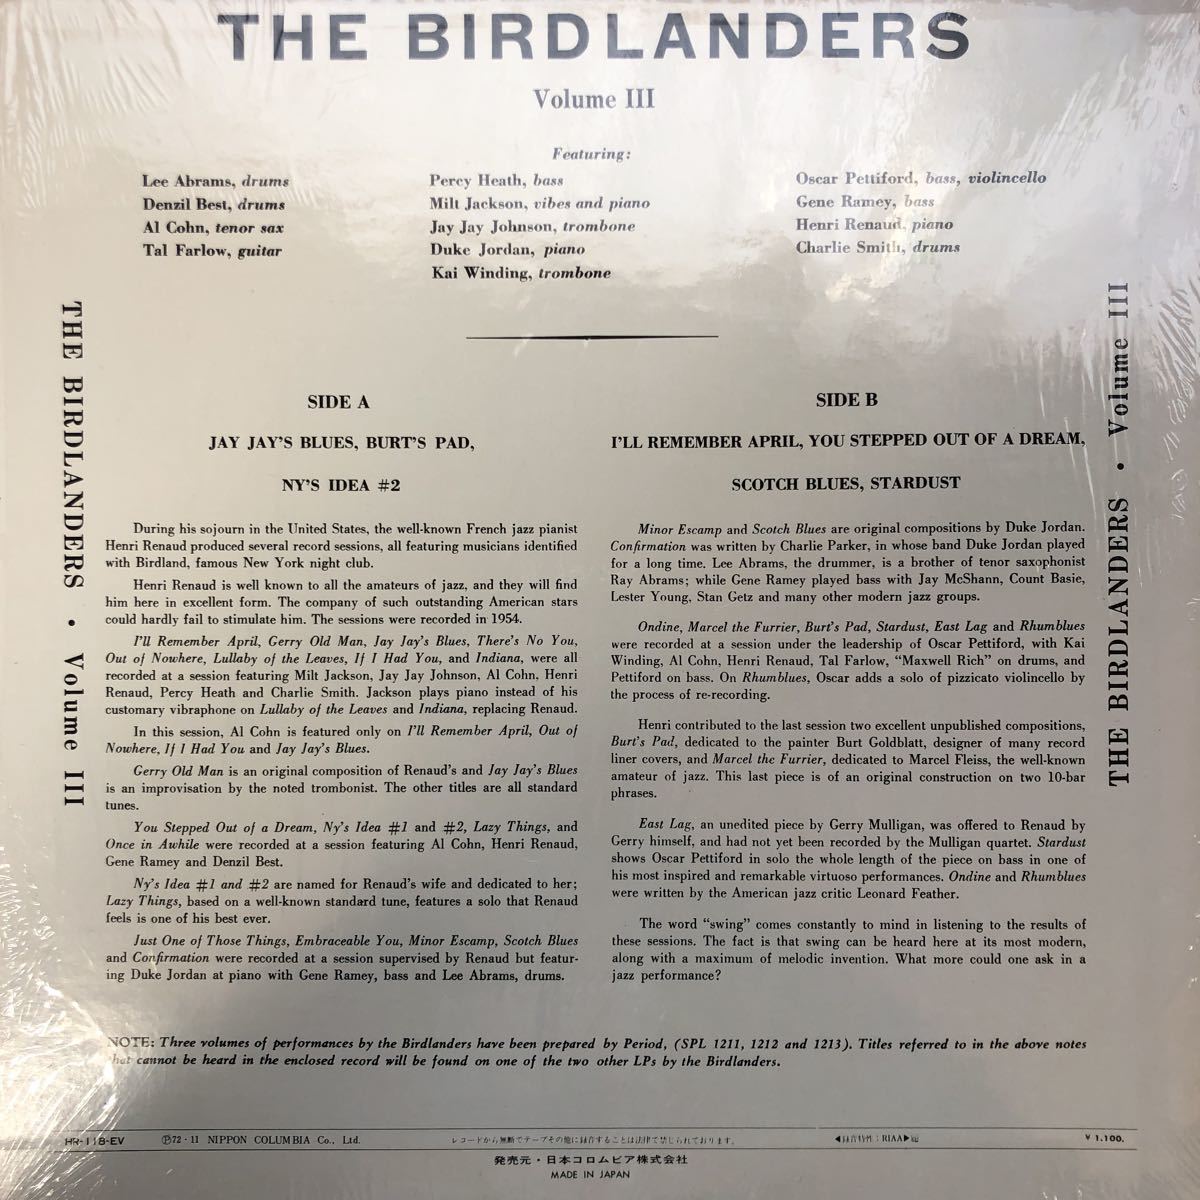 THE BIRDLANDERS
Volume III
Featuring:
Lee Abrams, drums
Denzil Best, drums
Al Cohn, tenor sax
Tal Farlow, guitar
Percy Heath, bass
Milt Jackson, vibes and piano
Jay Jay Johnson, trombone
Duke Jordan, piano
Kai Winding, trombone
Oscar Pettiford, bass, violincello
Gene Ramey, bass
Henri Renaud, piano
Charlie Smith, drums
THE BIRDLANDERS • Volume III
SIDE A
JAY JAY'S BLUES, BURT'S PAD,
NY'S IDEA #2
During his sojourn in the United States, the well-known French jazz pianist
Henri Renaud produced several record sessions, all featuring musicians identified
with Birdland, famous New York night club.
Henri Renaud is well known to all the amateurs of jazz, and they will find
him here in excellent form. The company of such outstanding American stars
could hardly fail to stimulate him. The sessions were recorded in 1954.
I'll Remember April, Gerry Old Man, Jay Jay's Blues, There's No You,
Out of Nowhere, Lullaby of the Leaves, If I Had You, and Indiana, were all
recorded at a session featuring Milt Jackson, Jay Jay Johnson, Al Cohn, Henri
Renaud, Percy Heath and Charlie Smith. Jackson plays piano instead of his
customary vibraphone on Lullaby of the Leaves and Indiana, replacing Renaud.
In this session, Al Cohn is featured only on I'll Remember April, Out of
Nowhere, If I Had You and Jay Jay's Blues.
Gerry Old Man is an original composition of Renaud's and Jay Jay's Blues
is an improvisation by the noted trombonist. The other titles are all standard
tunes.
You Stepped Out of a Dream, Ny's Idea #1 and #2, Lazy Things, and
Once in Awhile were recorded at a session featuring Al Cohn, Henri Renaud,
Gene Ramey and Denzil Best.
Ny's Idea #1 and #2 are named for Renaud's wife and dedicated to her;
Lazy Things, based on a well-known standard tune, features a solo that Renaud
feels is one of his best ever.
Just One of Those Things, Embraceable You, Minor Escamp, Scotch Blues
and Confirmation were recorded at a session supervised by Renaud but featur-
ing Duke Jordan at piano with Gene Ramey, bass and Lee Abrams, drums.
SIDE B
I'LL REMEMBER APRIL, YOU STEPPED OUT OF A DREAM,
SCOTCH BLUES, STARDUST
Minor Escamp and Scotch Blues are original compositions by Duke Jordan.
Confirmation was written by Charlie Parker, in whose band Duke Jordan played
for a long time. Lee Abrams, the drummer, is a brother of tenor saxophonist
Ray Abrams; while Gene Ramey played bass with Jay McShann, Count Basie,
Lester Young, Stan Getz and many other modern jazz groups.
Ondine, Marcel the Furrier, Burt's Pad, Stardust, East Lag and Rhumblues
were recorded at a session under the leadership of Oscar Pettiford, with Kai
Winding, Al Cohn, Henri Renaud, Tal Farlow, "Maxwell Rich" on drums, and
Pettiford on bass. On Rhumblues, Oscar adds a solo of pizzicato violincello by
the process of re-recording.
Henri contributed to the last session two excellent unpublished compositions,
Burt's Pad, dedicated to the painter Burt Goldblatt, designer of many record
liner covers, and Marcel the Furrier, dedicated to Marcel Fleiss, the well-known
amateur of jazz. This last piece is of an original construction on two 10-bar
phrases.
East Lag, an unedited piece by Gerry Mulligan, was offered to Renaud by
Gerry himself, and had not yet been recorded by the Mulligan quartet. Stardust
shows Oscar Pettiford in solo the whole length of the piece on bass in one of
his most inspired and remarkable virtuoso performances. Ondine and Rhumblues
were written by the American jazz critic Leonard Feather.
The word "swing" comes constantly to mind in listening to the results of
these sessions. The fact is that swing can be heard here at its most modern,
along with a maximum of melodic invention. What more could one ask in a
jazz performance?
THE BIRDLANDERS • Volume III
NOTE: Three volumes of performances by the Birdlanders have been prepared by Period, (SPL 1211, 1212 and 1213). Titles referred to in the above notes
that cannot be heard in the enclosed record will be found on one of the two other LPs by the Birdlanders.
HR-118-EV Ⓟ72・11 NIPPON COLUMBIA Co., Ltd. レコードから無断でテープその他に録音することは法律で禁じられております。 ◀録音特性：RIAA▶ ¥1,100.
発売元・日本コロムビア株式会社
MADE IN JAPAN